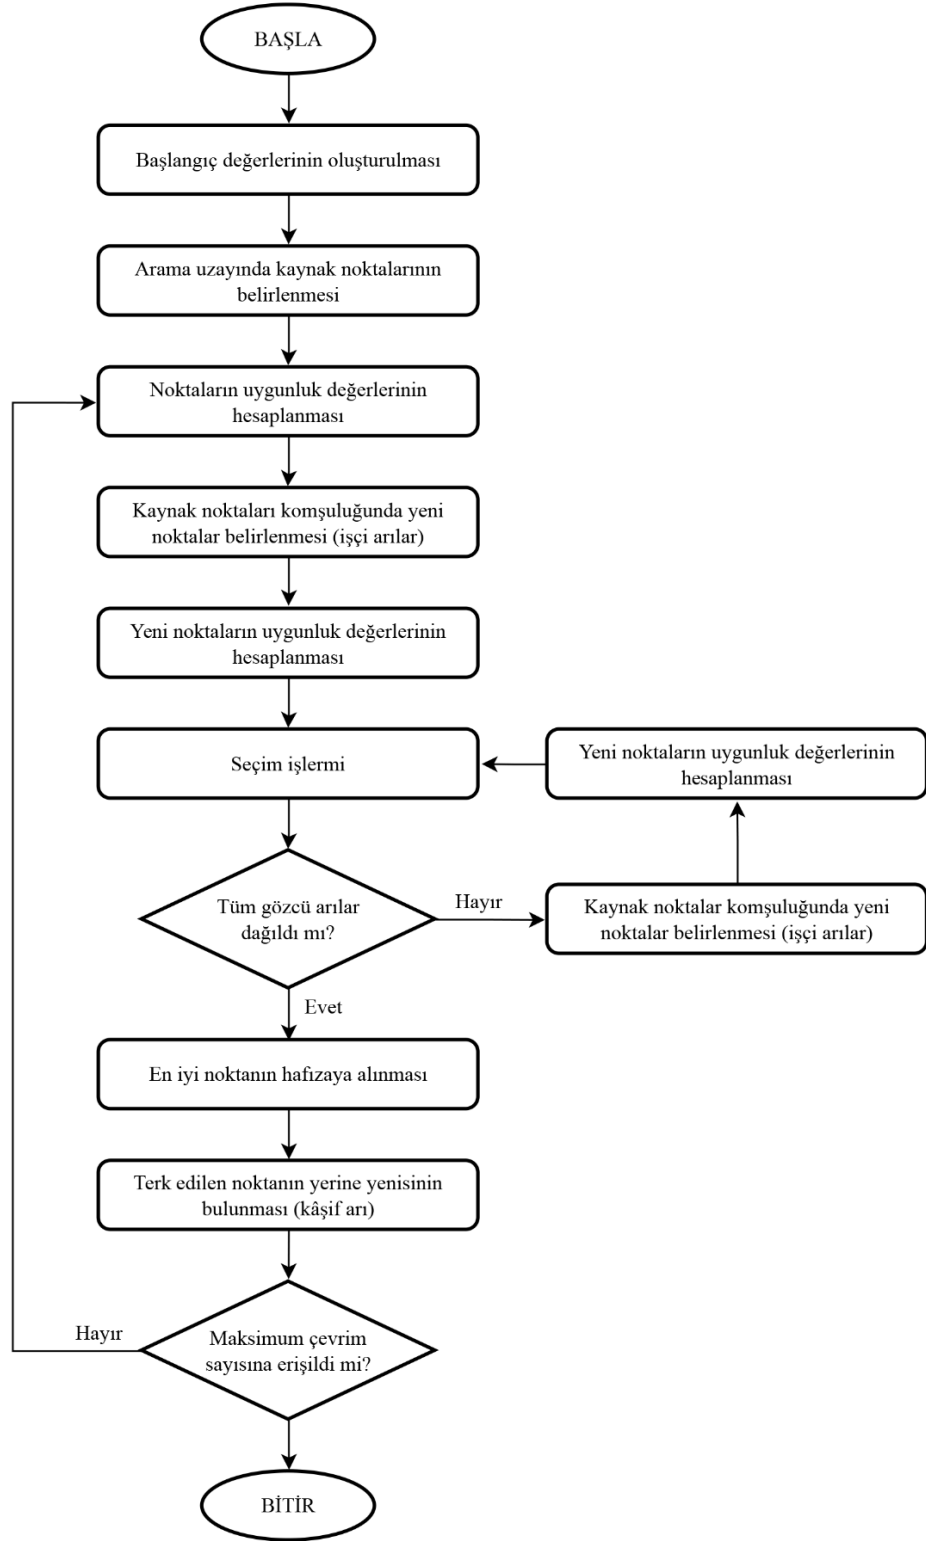 BAŞLA
Başlangıç değerlerinin oluşturulması
Arama uzayında kaynak noktalarının
belirlenmesi
Noktaların uygunluk değerlerinin
hesaplanması
Kaynak noktaları komşuluğunda yeni
noktalar belirlenmesi (işçi arılar)
Yeni noktaların uygunluk değerlerinin
hesaplanması
Seçim işlermi
Yeni noktaların uygunluk değerlerinin
hesaplanması
Tüm gözcü arılar
dağıldı mı?
Hayır
Kaynak noktalar komşuluğunda yeni
noktalar belirlenmesi (işçi arılar)
Evet
En iyi noktanın hafızaya alınması
Terk edilen noktanın yerine yenisinin
bulunması (kâşif arı)
Hayır
Maksimum çevrim
sayısına erişildi mi?
BİTİR